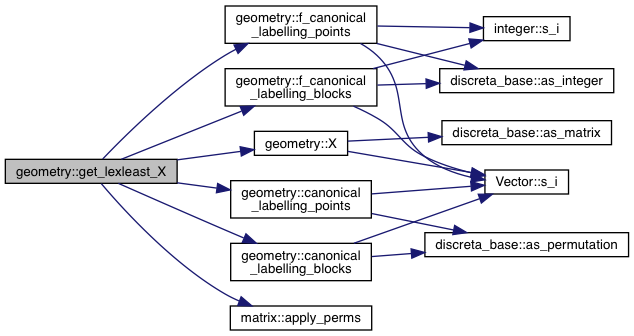 geometry::get_lexleast_X
geometry::f_canonical
_labelling_points
geometry::f_canonical
_labelling_blocks
geometry::X
geometry::canonical
_labelling_points
geometry::canonical
_labelling_blocks
matrix::apply_perms
integer::s_i
discreta_base::as_integer
discreta_base::as_matrix
Vector::s_i
discreta_base::as_permutation